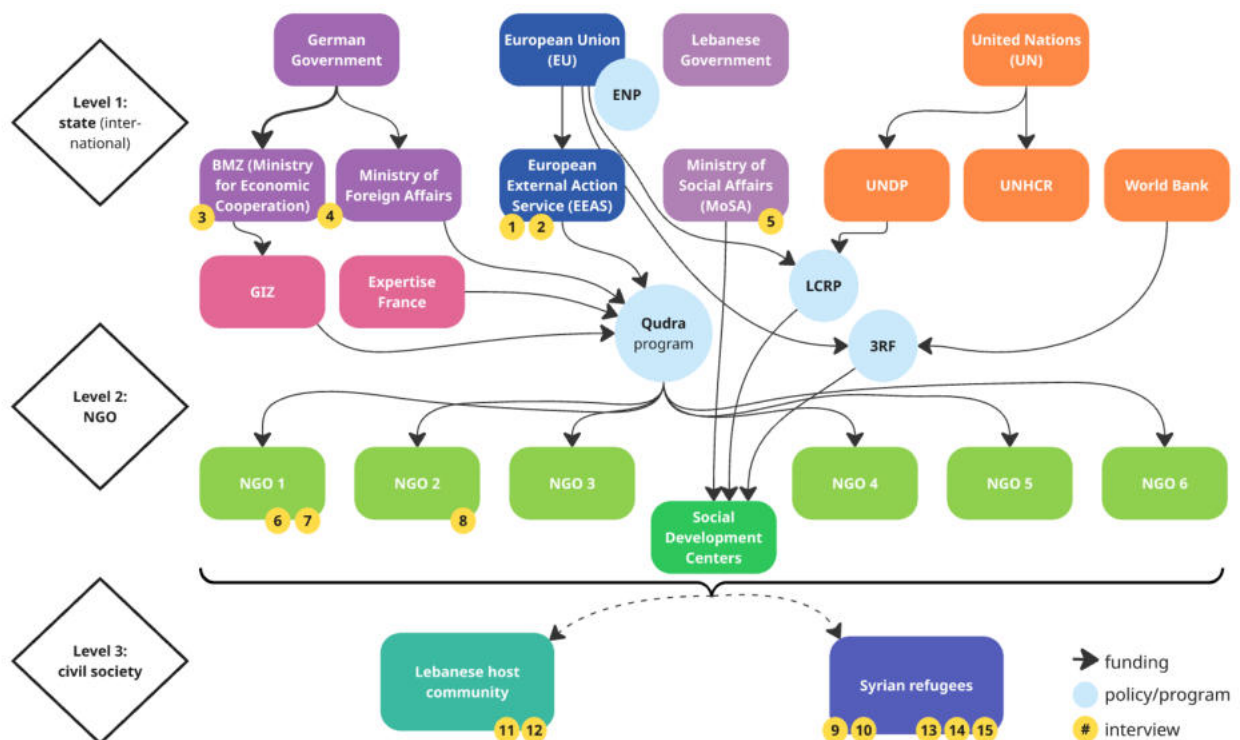 German
Government
European Union
(EU)
Lebanese
Government
United Nations
(UN)
ENP
Level 1:
state (inter-
national)
BMZ (Ministry
for Economic
Cooperation)
3
4
Ministry of
Foreign Affairs
European
External Action
Service (EEAS)
1
2
Ministry of
Social Affairs
(MoSA)
5
UNDP
UNHCR
World Bank
GIZ
Expertise
France
Qudra
program
LCRP
3RF
Level 2:
NGO
NGO 1
6
7
NGO 2
8
NGO 3
Social
Development
Centers
NGO 4
NGO 5
NGO 6
Level 3:
civil society
Lebanese host
community
11
12
Syrian refugees
9
10
13
14
15
funding
policy/program
# interview